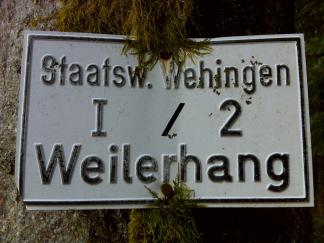 Staatsw. Wehingen
I / 2
Weilerhang